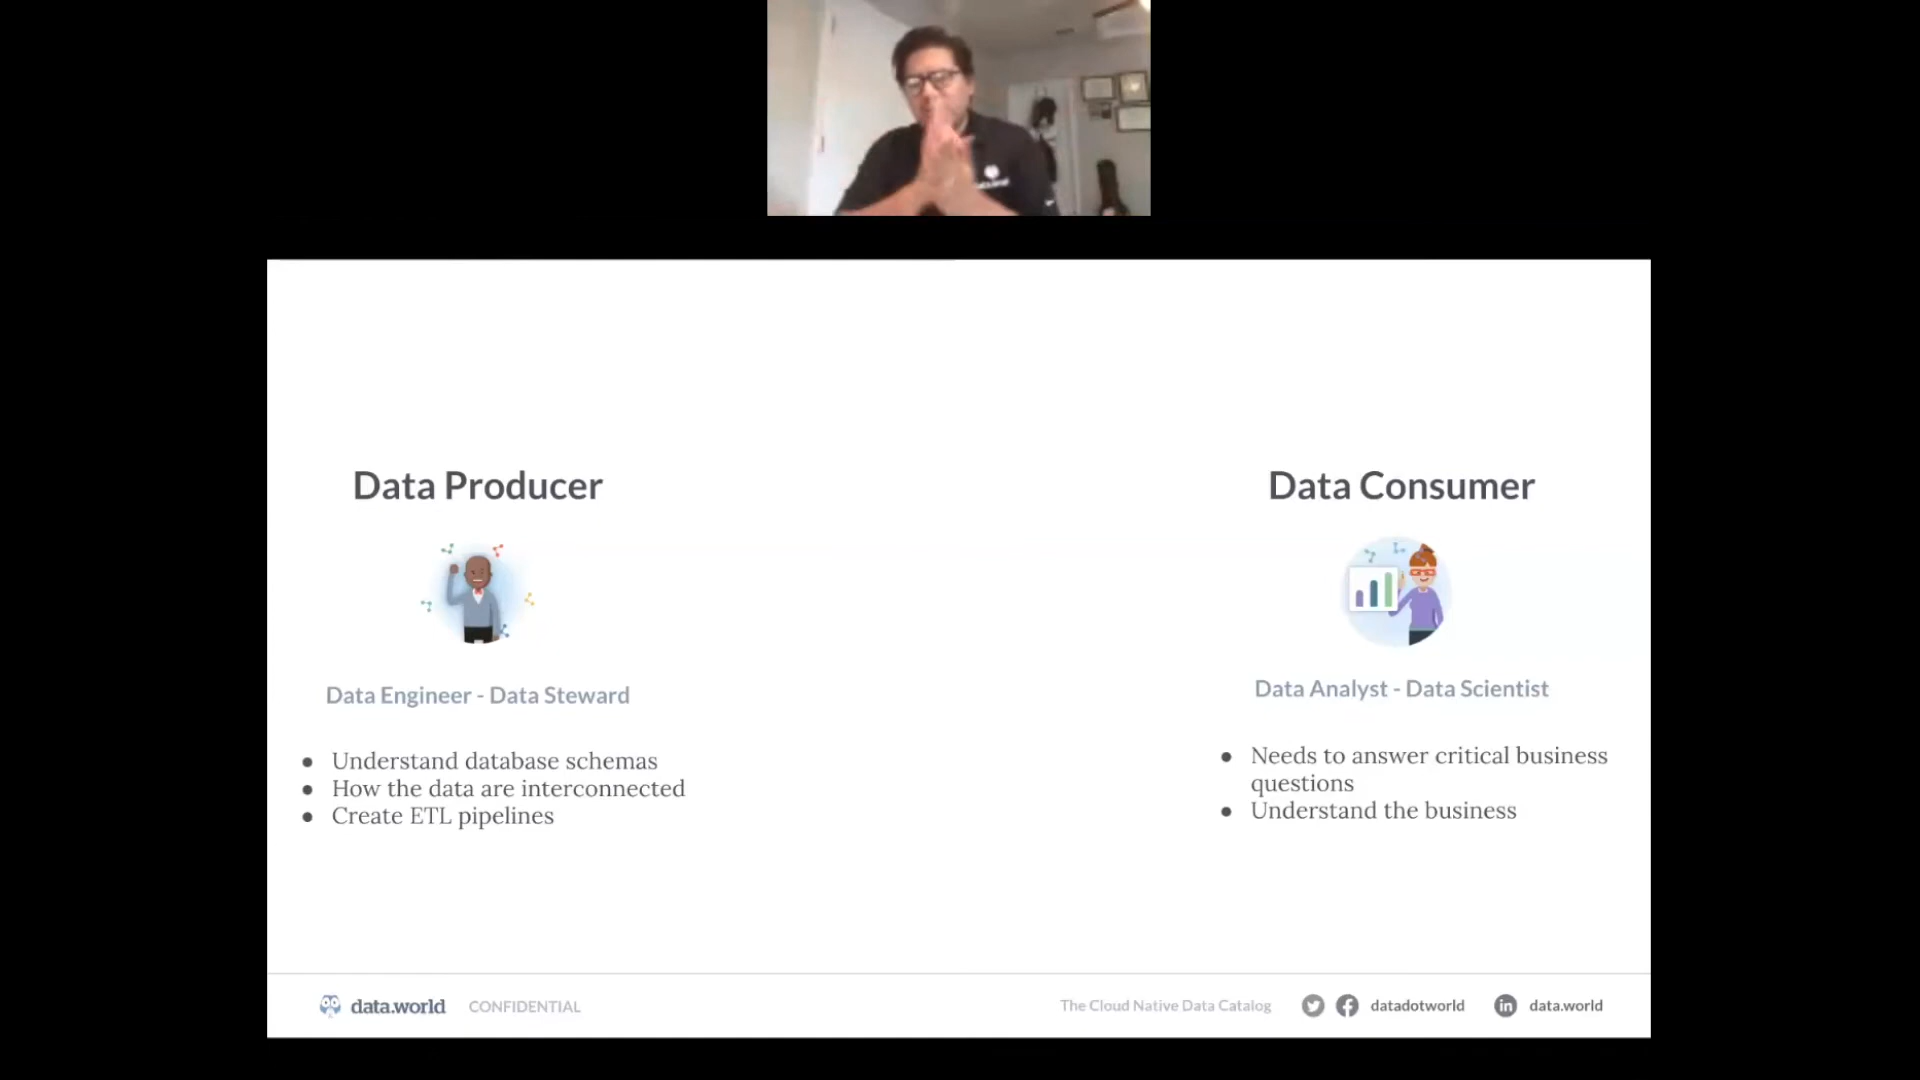 Data Producer
Data Engineer - Data Steward
● Understand database schemas
● How the data are interconnected
● Create ETL pipelines
Data Consumer
Data Analyst - Data Scientist
● Needs to answer critical business
questions
● Understand the business
data.world CONFIDENTIAL
The Cloud Native Data Catalog datadotworld in data.world